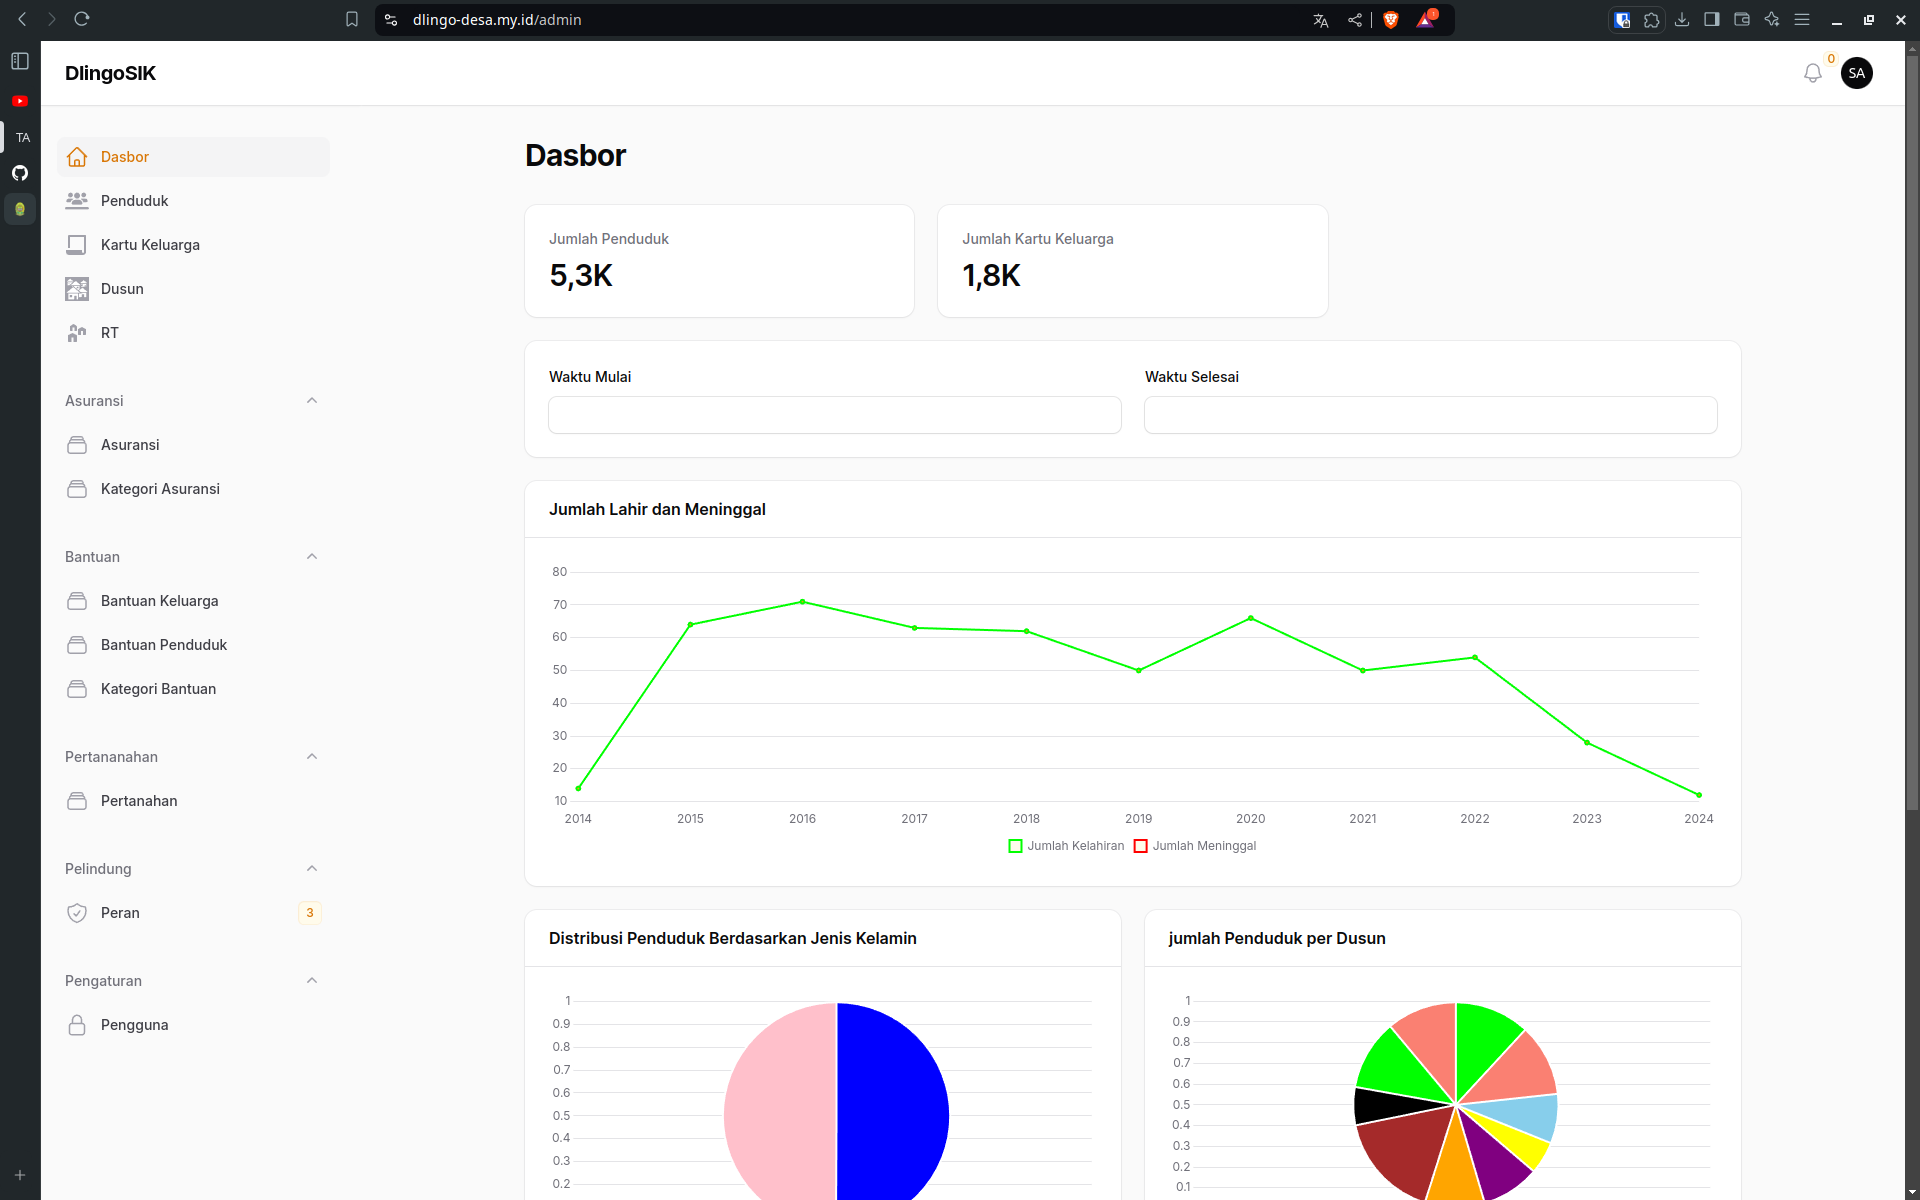 dlingo-desa.my.id/admin
TA
DlingoSIK
0
SA
Dasbor
Penduduk
Kartu Keluarga
Dusun
RT
Asuransi
Asuransi
Kategori Asuransi
Bantuan
Bantuan Keluarga
Bantuan Penduduk
Kategori Bantuan
Pertananahan
Pertanahan
Pelindung
Peran
3
Pengaturan
Pengguna
Dasbor
Jumlah Penduduk
5,3K
Jumlah Kartu Keluarga
1,8K
Waktu Mulai
Waktu Selesai
Jumlah Lahir dan Meninggal
80
70
60
50
40
30
20
10
2014 2015 2016 2017 2018 2019 2020 2021 2022 2023 2024
Jumlah Kelahiran Jumlah Meninggal
Distribusi Penduduk Berdasarkan Jenis Kelamin
1
0.9
0.8
0.7
0.6
0.5
0.4
0.3
0.2
jumlah Penduduk per Dusun
1
0.9
0.8
0.7
0.6
0.5
0.4
0.3
0.2
0.1